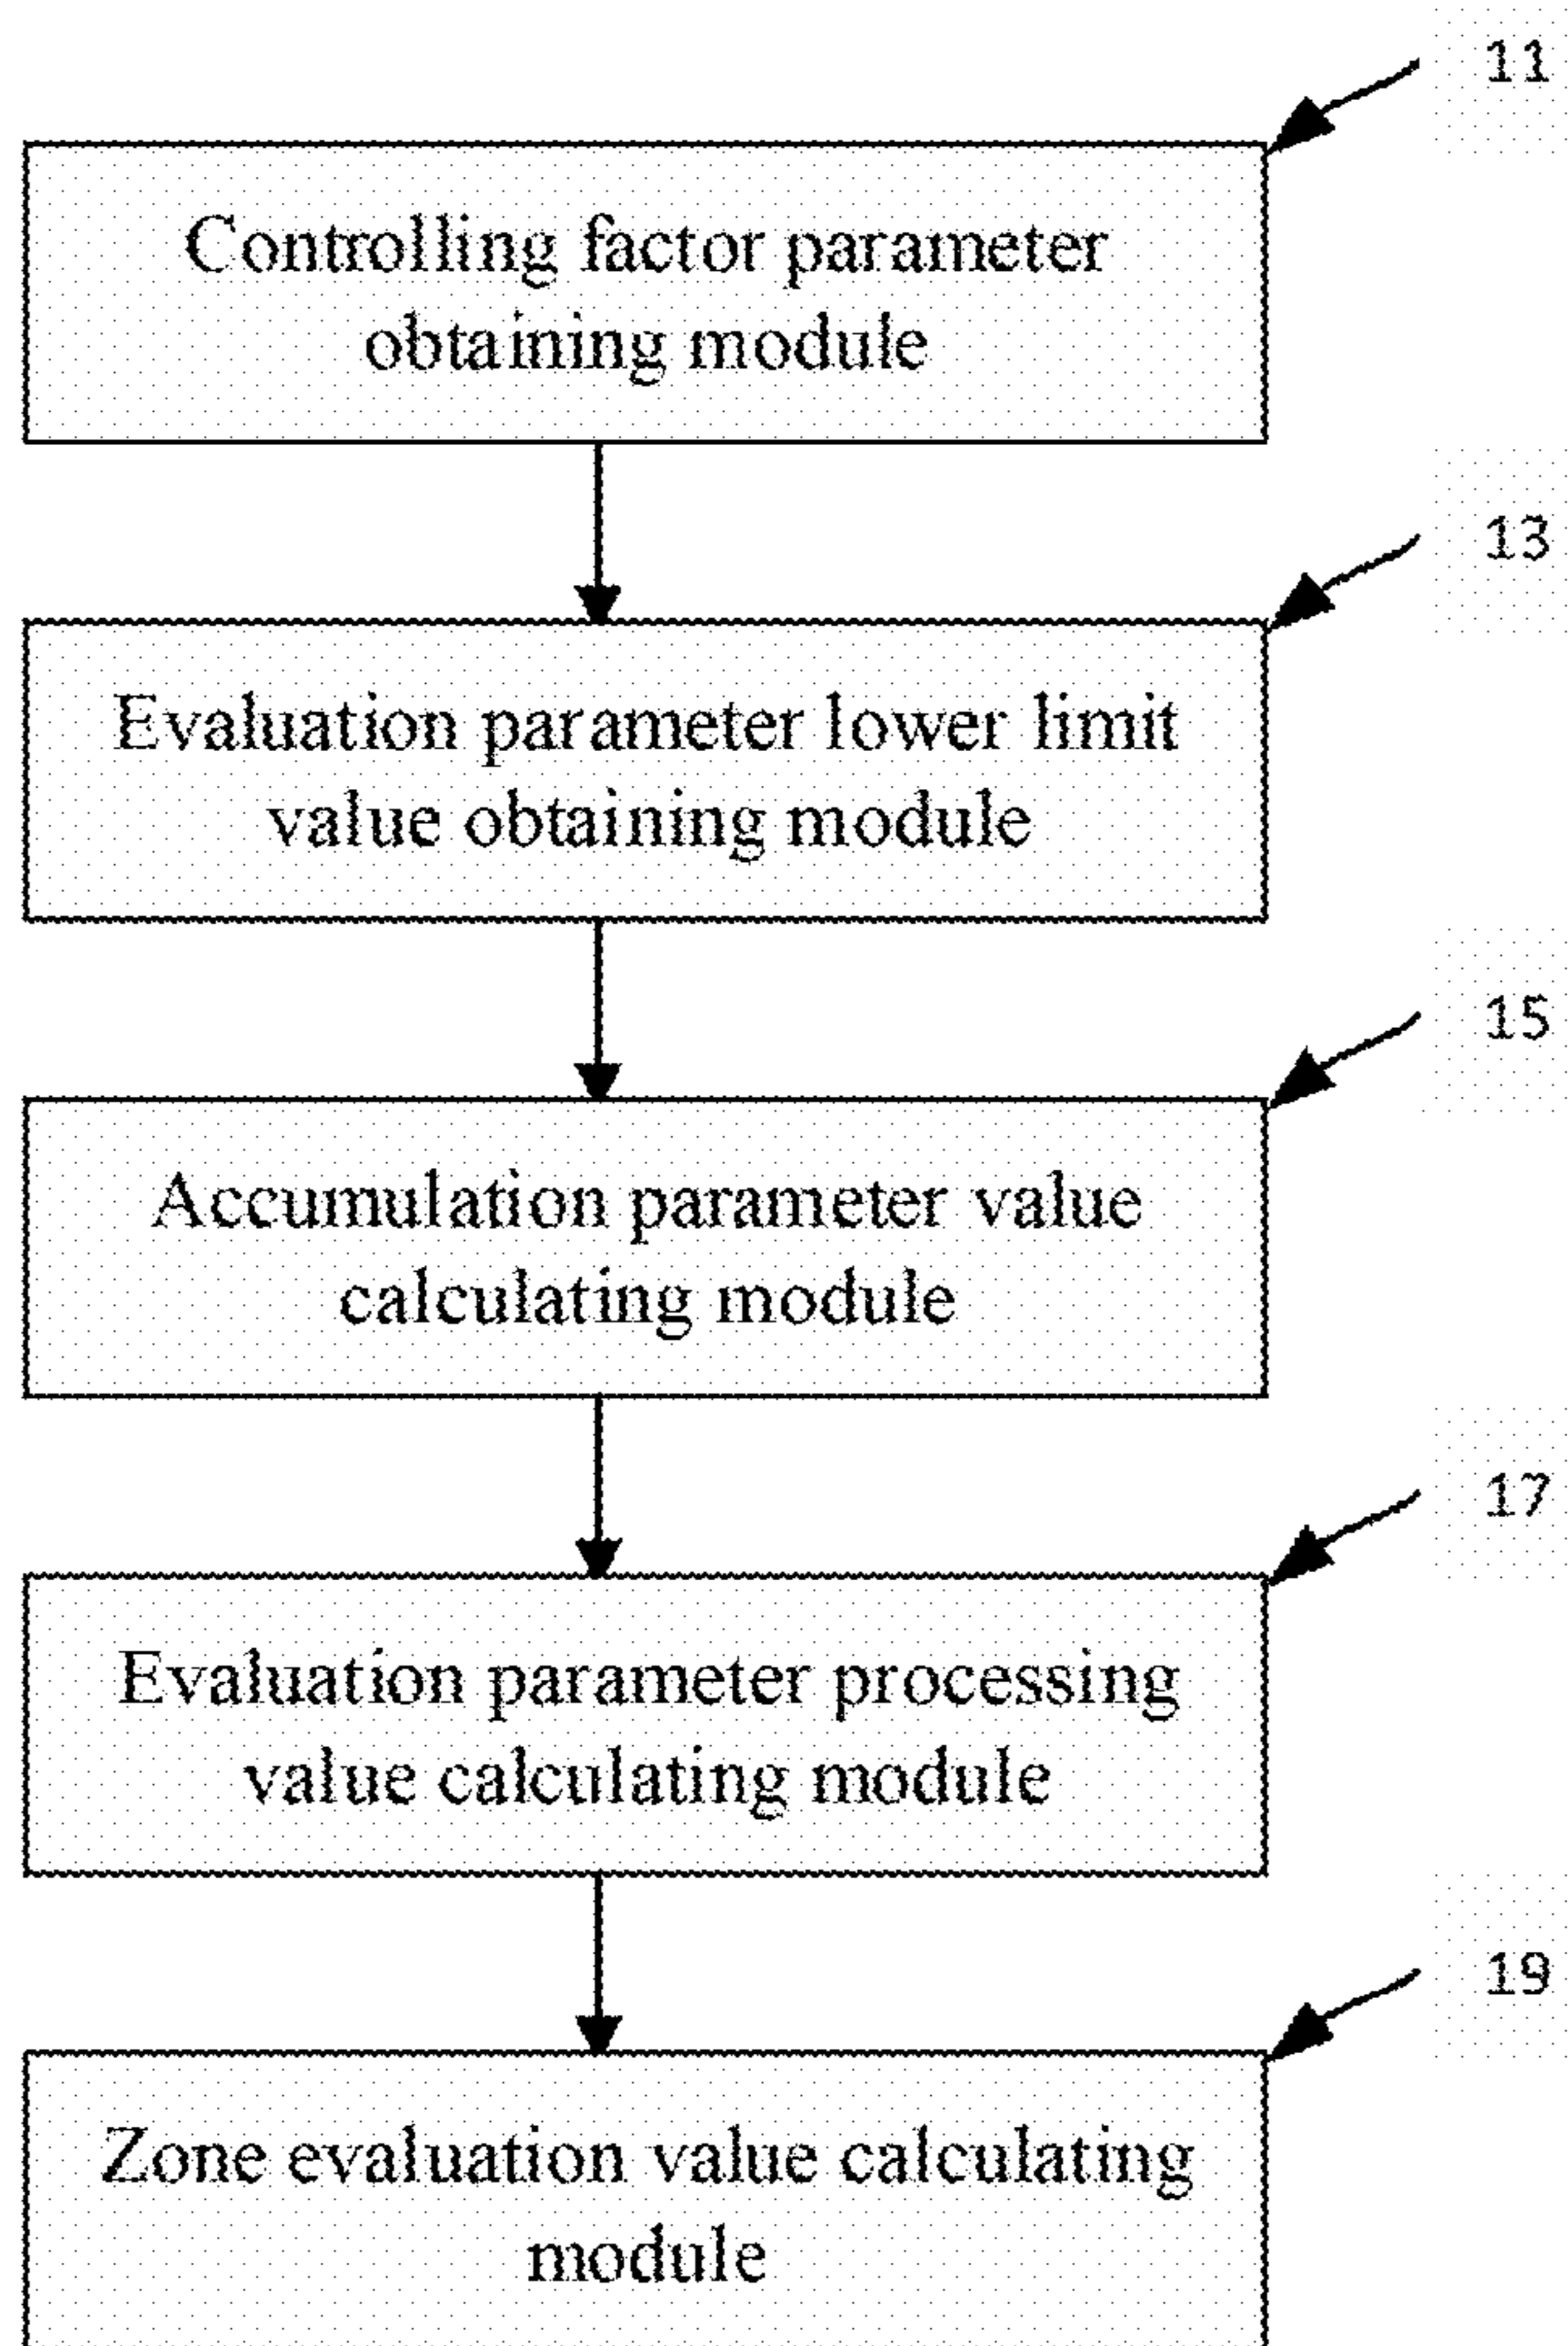 11
Controlling factor parameter
obtaining module
13
Evaluation parameter lower limit
value obtaining module
15
Accumulation parameter value
calculating module
17
Evaluation parameter processing
value calculating module
19
Zone evaluation value calculating
module